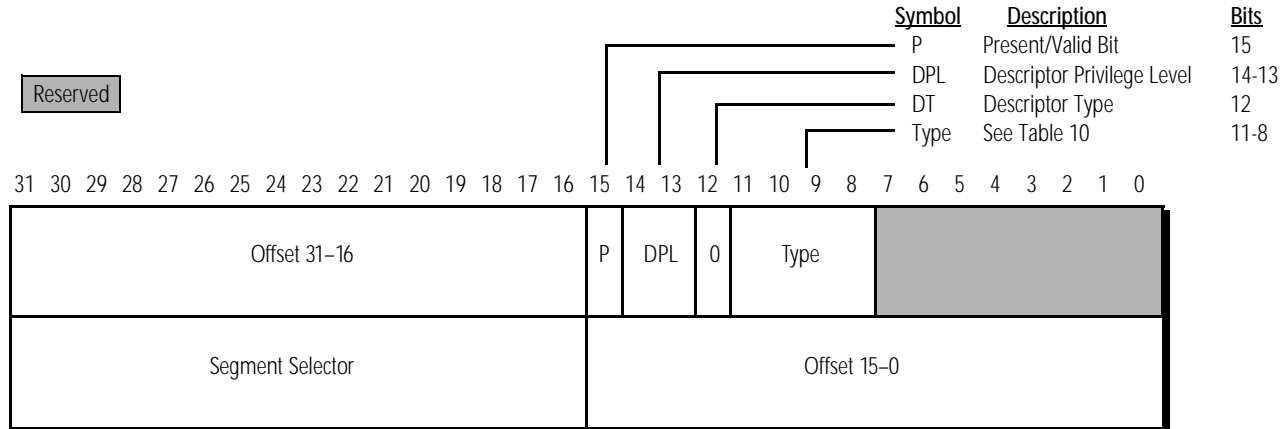 Symbol Description Bits
P Present/Valid Bit 15
DPL Descriptor Privilege Level 14-13
DT Descriptor Type 12
Type See Table 10 11-8
Reserved
31 30 29 28 27 26 25 24 23 22 21 20 19 18 17 16 15 14 13 12 11 10 9 8 7 6 5 4 3 2 1 0
Offset 31–16 P DPL 0 Type
Segment Selector Offset 15–0